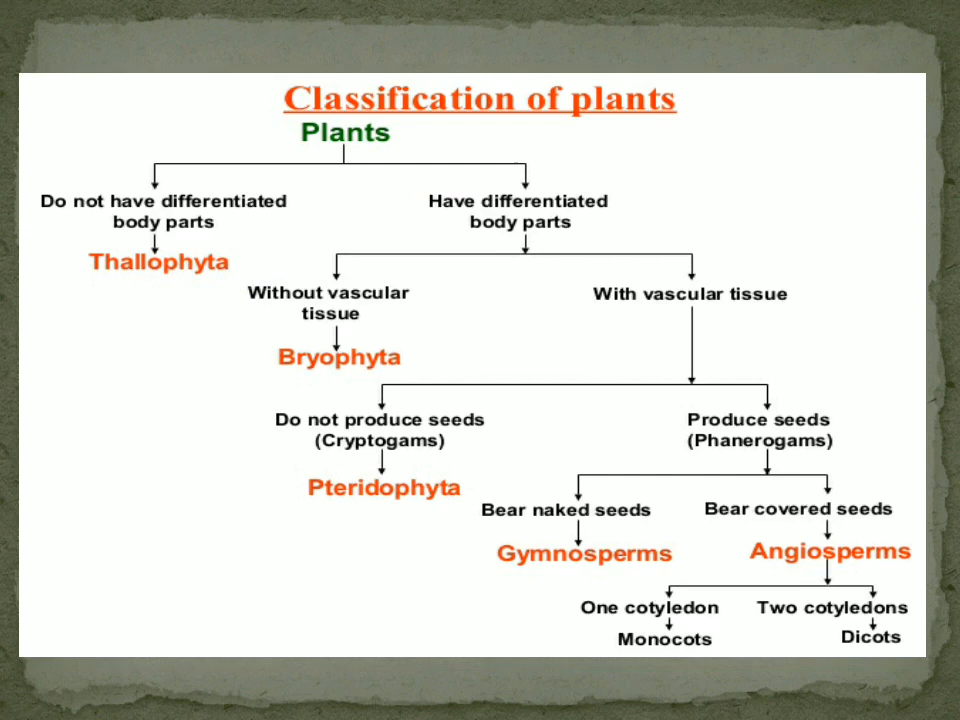 Classification of plants
Plants
Do not have differentiated
body parts
Have differentiated
body parts
Thallophyta
Without vascular
tissue
With vascular tissue
Bryophyta
Do not produce seeds
(Cryptogams)
Produce seeds
(Phanerogams)
Pteridophyta
Bear naked seeds
Bear covered seeds
Gymnosperms
Angiosperms
One cotyledon
Two cotyledons
Monocots
Dicots